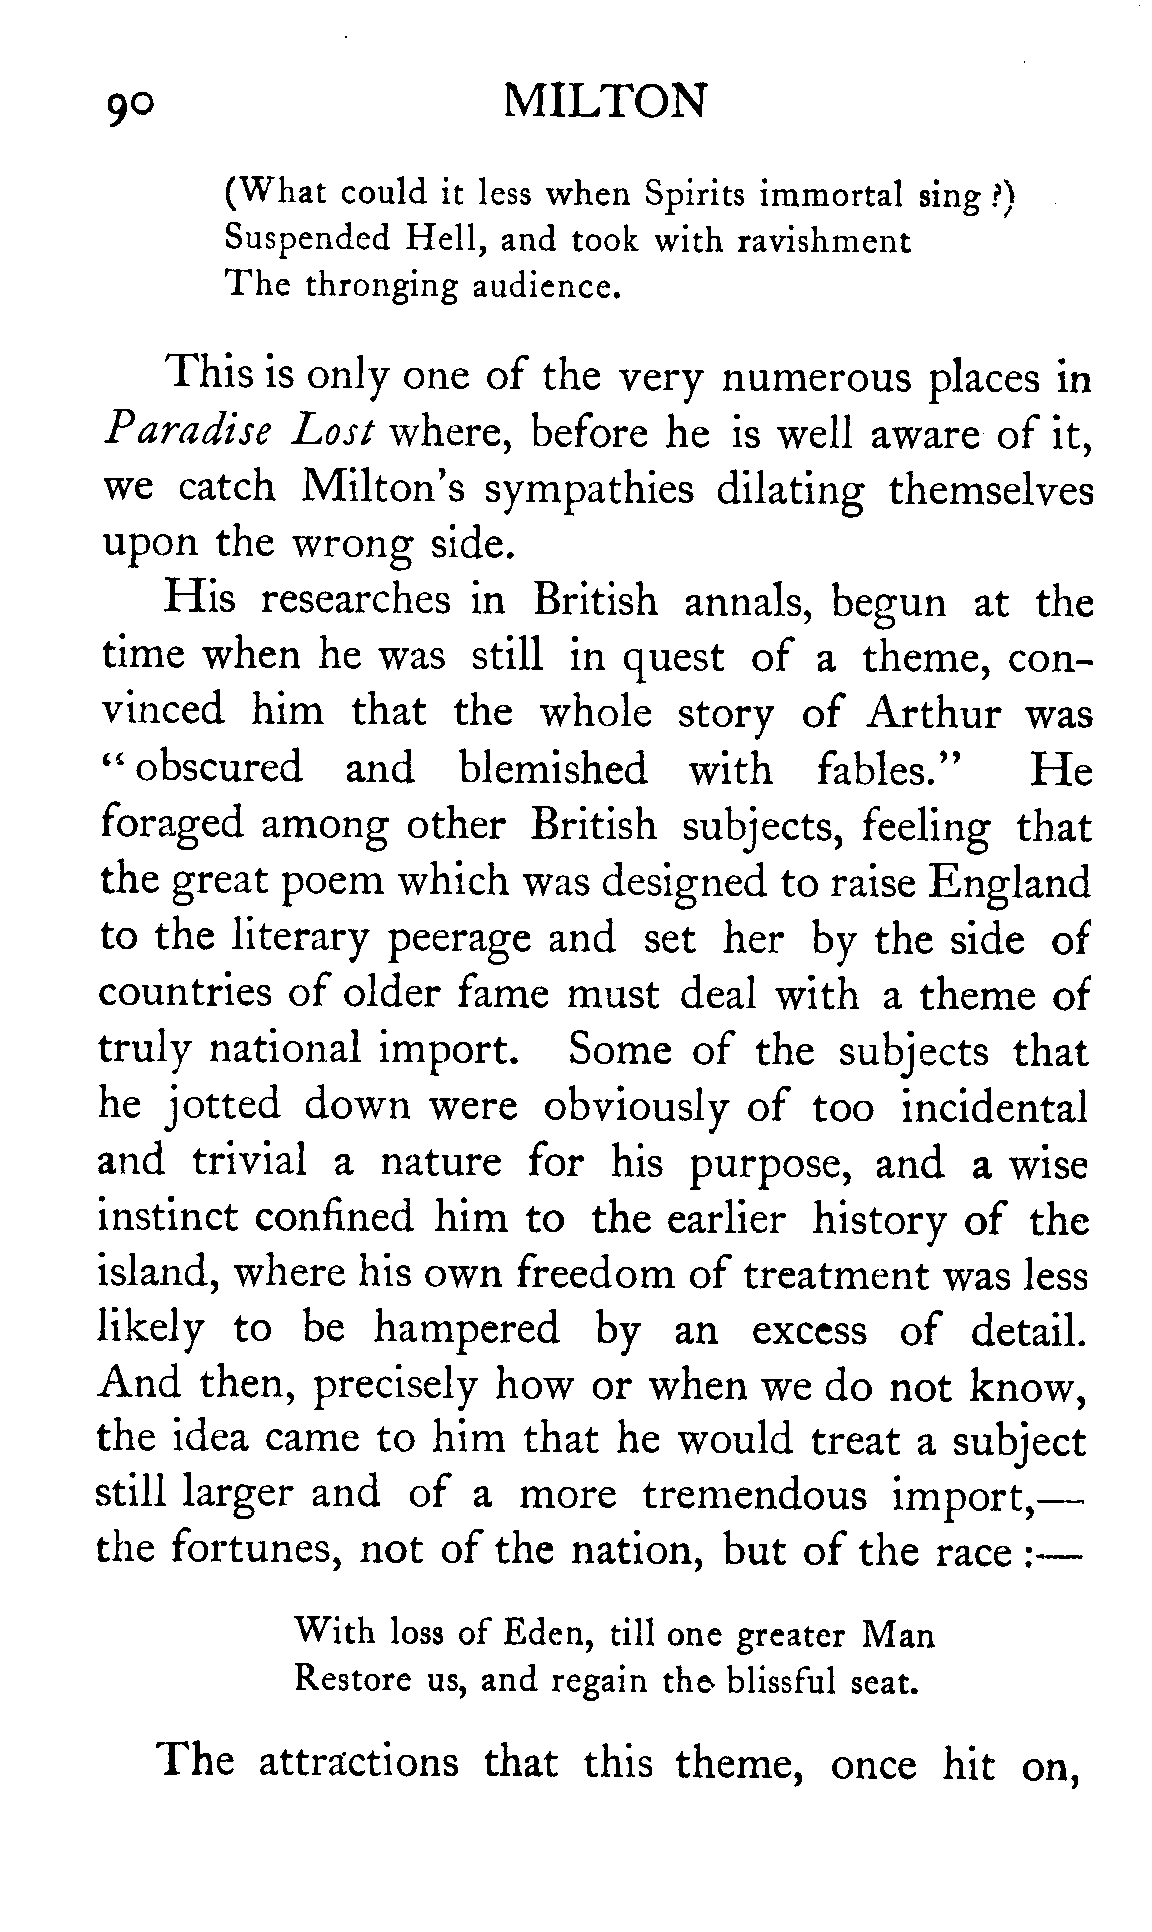 90 MILTON
(What could it less when Spirits immortal sing?)
Suspended Hell, and took with ravishment
The thronging audience.
This is only one of the very numerous places in
Paradise Lost where, before he is well aware of it,
we catch Milton's sympathies dilating themselves
upon the wrong side.
His researches in British annals, begun at the
time when he was still in quest of a theme, con-
vinced him that the whole story of Arthur was
"obscured and blemished with fables." He
foraged among other British subjects, feeling that
the great poem which was designed to raise England
to the literary peerage and set her by the side of
countries of older fame must deal with a theme of
truly national import. Some of the subjects that
he jotted down were obviously of too incidental
and trivial a nature for his purpose, and a wise
instinct confined him to the earlier history of the
island, where his own freedom of treatment was less
likely to be hampered by an excess of detail.
And then, precisely how or when we do not know,
the idea came to him that he would treat a subject
still larger and of a more tremendous import,—
the fortunes, not of the nation, but of the race :—
With loss of Eden, till one greater Man
Restore us, and regain the blissful seat.
The attractions that this theme, once hit on,